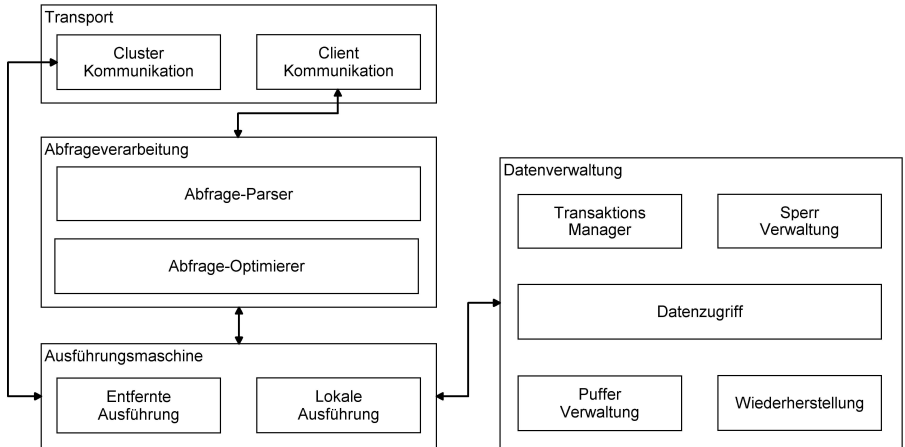 Transport
Cluster
Kommunikation
Client
Kommunikation
Abfrageverarbeitung
Abfrage-Parser
Abfrage-Optimierer
Ausführungsmaschine
Entfernte
Ausführung
Lokale
Ausführung
Datenverwaltung
Transaktions
Manager
Sperr
Verwaltung
Datenzugriff
Puffer
Verwaltung
Wiederherstellung